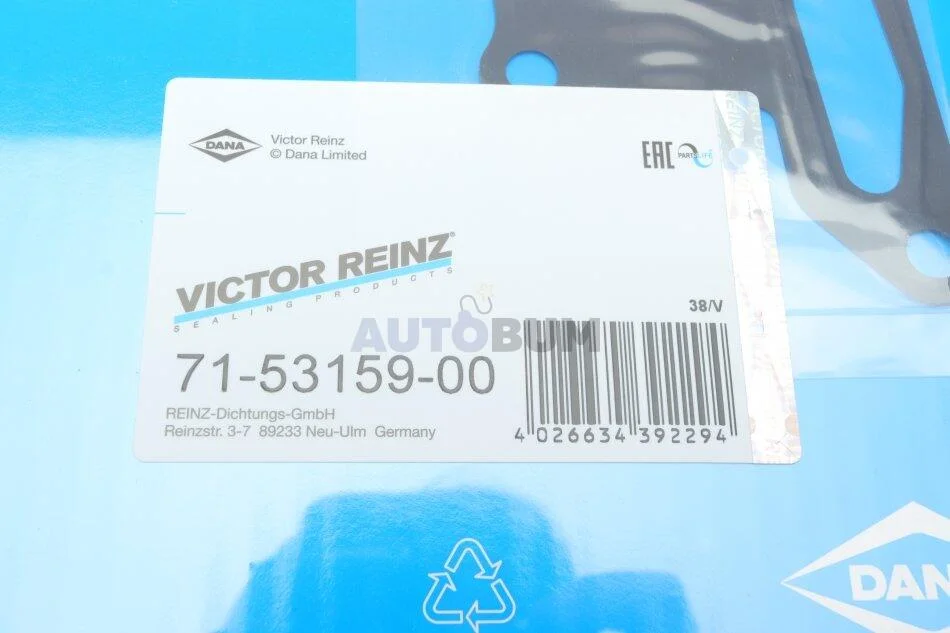 DANA
Victor Reinz
© Dana Limited
EAC
PARTSLIFE
VICTOR REINZ®
SEALING PRODUCTS
38/V
AUTOBUM
71-53159-00
REINZ-Dichtungs-GmbH
Reinzstr. 3-7 89233 Neu-Ulm Germany
4 026634 392294
DANA